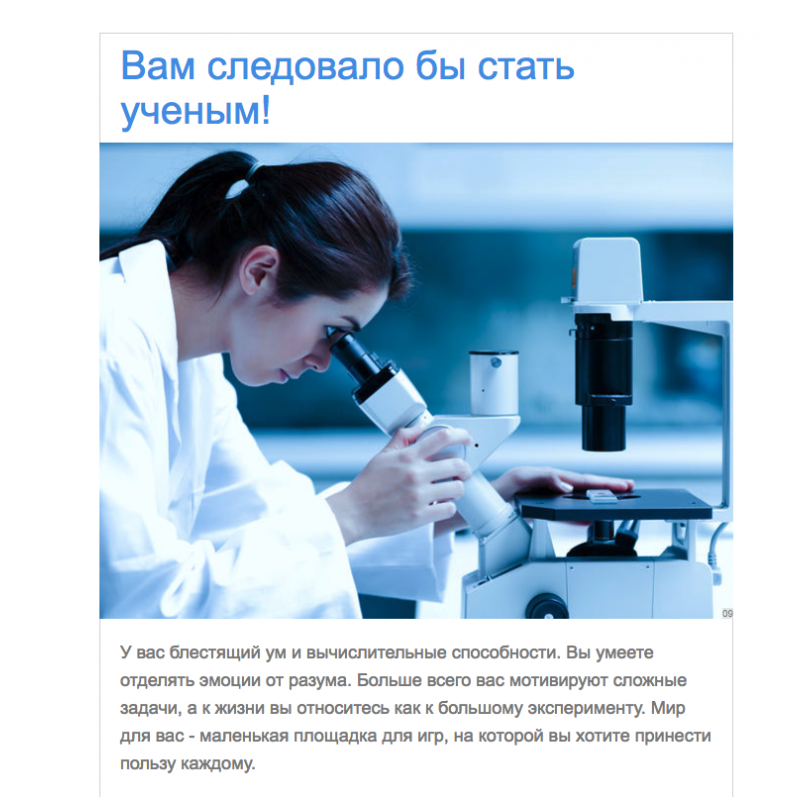 Вам следовало бы стать
ученым!
09
У вас блестящий ум и вычислительные способности. Вы умеете
отделять эмоции от разума. Больше всего вас мотивируют сложные
задачи, а к жизни вы относитесь как к большому эксперименту. Мир
для вас - маленькая площадка для игр, на которой вы хотите принести
пользу каждому.